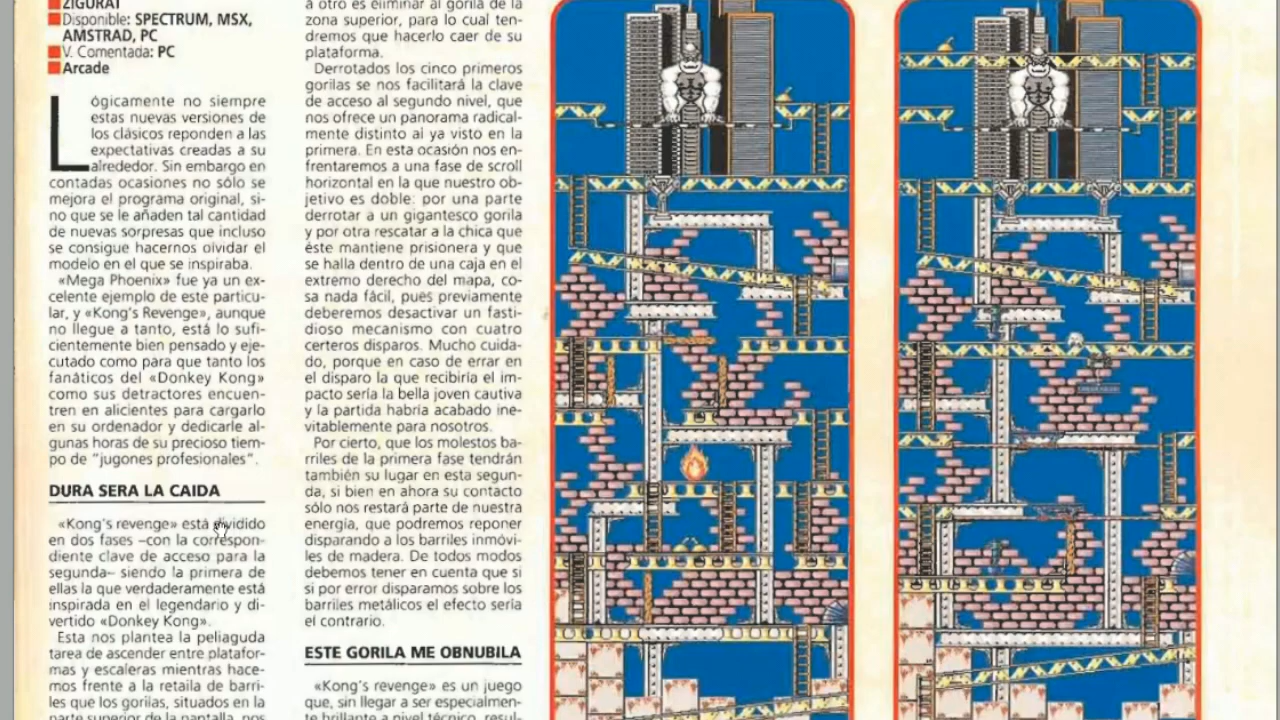 ZIGURAT
Disponible: SPECTRUM, MSX,
AMSTRAD, PC
V. Comentada: PC
Arcade
Lógicamente no siempre
estas nuevas versiones de
los clásicos reponden a las
expectativas creadas a su
alrededor. Sin embargo en
contadas ocasiones no sólo se
mejora el programa original, si-
no que se le añaden tal cantidad
de nuevas sorpresas que incluso
se consigue hacernos olvidar el
modelo en el que se inspiraba.
«Mega Phoenix» fue ya un ex-
celente ejemplo de este particu-
lar, y «Kong's Revenge», aunque
no llegue a tanto, está lo sufi-
cientemente bien pensado y eje-
cutado como para que tanto los
fanáticos del «Donkey Kong»
como sus detractores encuen-
tren en alicientes para cargarlo
en su ordenador y dedicarle al-
gunas horas de su precioso tiem-
po de "jugones profesionales".
DURA SERA LA CAIDA
«Kong's revenge» está dividido
en dos fases –con la correspon-
diente clave de acceso para la
segunda– siendo la primera de
ellas la que verdaderamente está
inspirada en el legendario y di-
vertido «Donkey Kong».
Esta nos plantea la peliaguda
tarea de ascender entre platafor-
mas y escaleras mientras hace-
mos frente a la retaila de barri-
les que los gorilas, situados en la
parte superior de la pantalla, nos
a otro es eliminar al gorila de la
zona superior, para lo cual ten-
dremos que hacerlo caer de su
plataforma.
Derrotados los cinco primeros
gorilas se nos facilitará la clave
de acceso al segundo nivel, que
nos ofrece un panorama radical-
mente distinto al ya visto en la
primera. En esta ocasión nos en-
frentaremos a una fase de scroll
horizontal en la que nuestro ob-
jetivo es doble: por una parte
derrotar a un gigantesco gorila
y por otra rescatar a la chica que
éste mantiene prisionera y que
se halla dentro de una caja en el
extremo derecho del mapa, co-
sa nada fácil, pues previamente
deberemos desactivar un fasti-
dioso mecanismo con cuatro
certeros disparos. Mucho cuida-
do, porque en caso de errar en
el disparo la que recibiría el im-
pacto sería la bella joven cautiva
y la partida habría acabado ine-
vitablemente para nosotros.
Por cierto, que los molestos ba-
rriles de la primera fase tendrán
también su lugar en esta segun-
da, si bien en ahora su contacto
sólo nos restará parte de nuestra
energía, que podremos reponer
disparando a los barriles inmóvi-
les de madera. De todos modos
debemos tener en cuenta que si
si por error disparamos sobre los
barriles metálicos el efecto sería
el contrario.
ESTE GORILA ME OBNUBILA
«Kong's revenge» es un juego
que, sin llegar a ser especialmen-
te brillante a nivel técnico, resul-